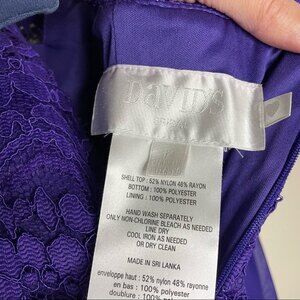 DAVID'S
SHELL TOP : 52% NYLON 48% RAYON
BOTTOM : 100% POLYESTER
LINING : 100% POLYESTER
HAND WASH SEPARATELY
ONLY NON-CHLORINE BLEACH AS NEEDED
LINE DRY
COOL IRON AS NEEDED
OR DRY CLEAN
MADE IN SRI LANKA
enveloppe haut : 52% nylon 48% rayonne
en bas : 100% polyester
doublure : 100% polyester